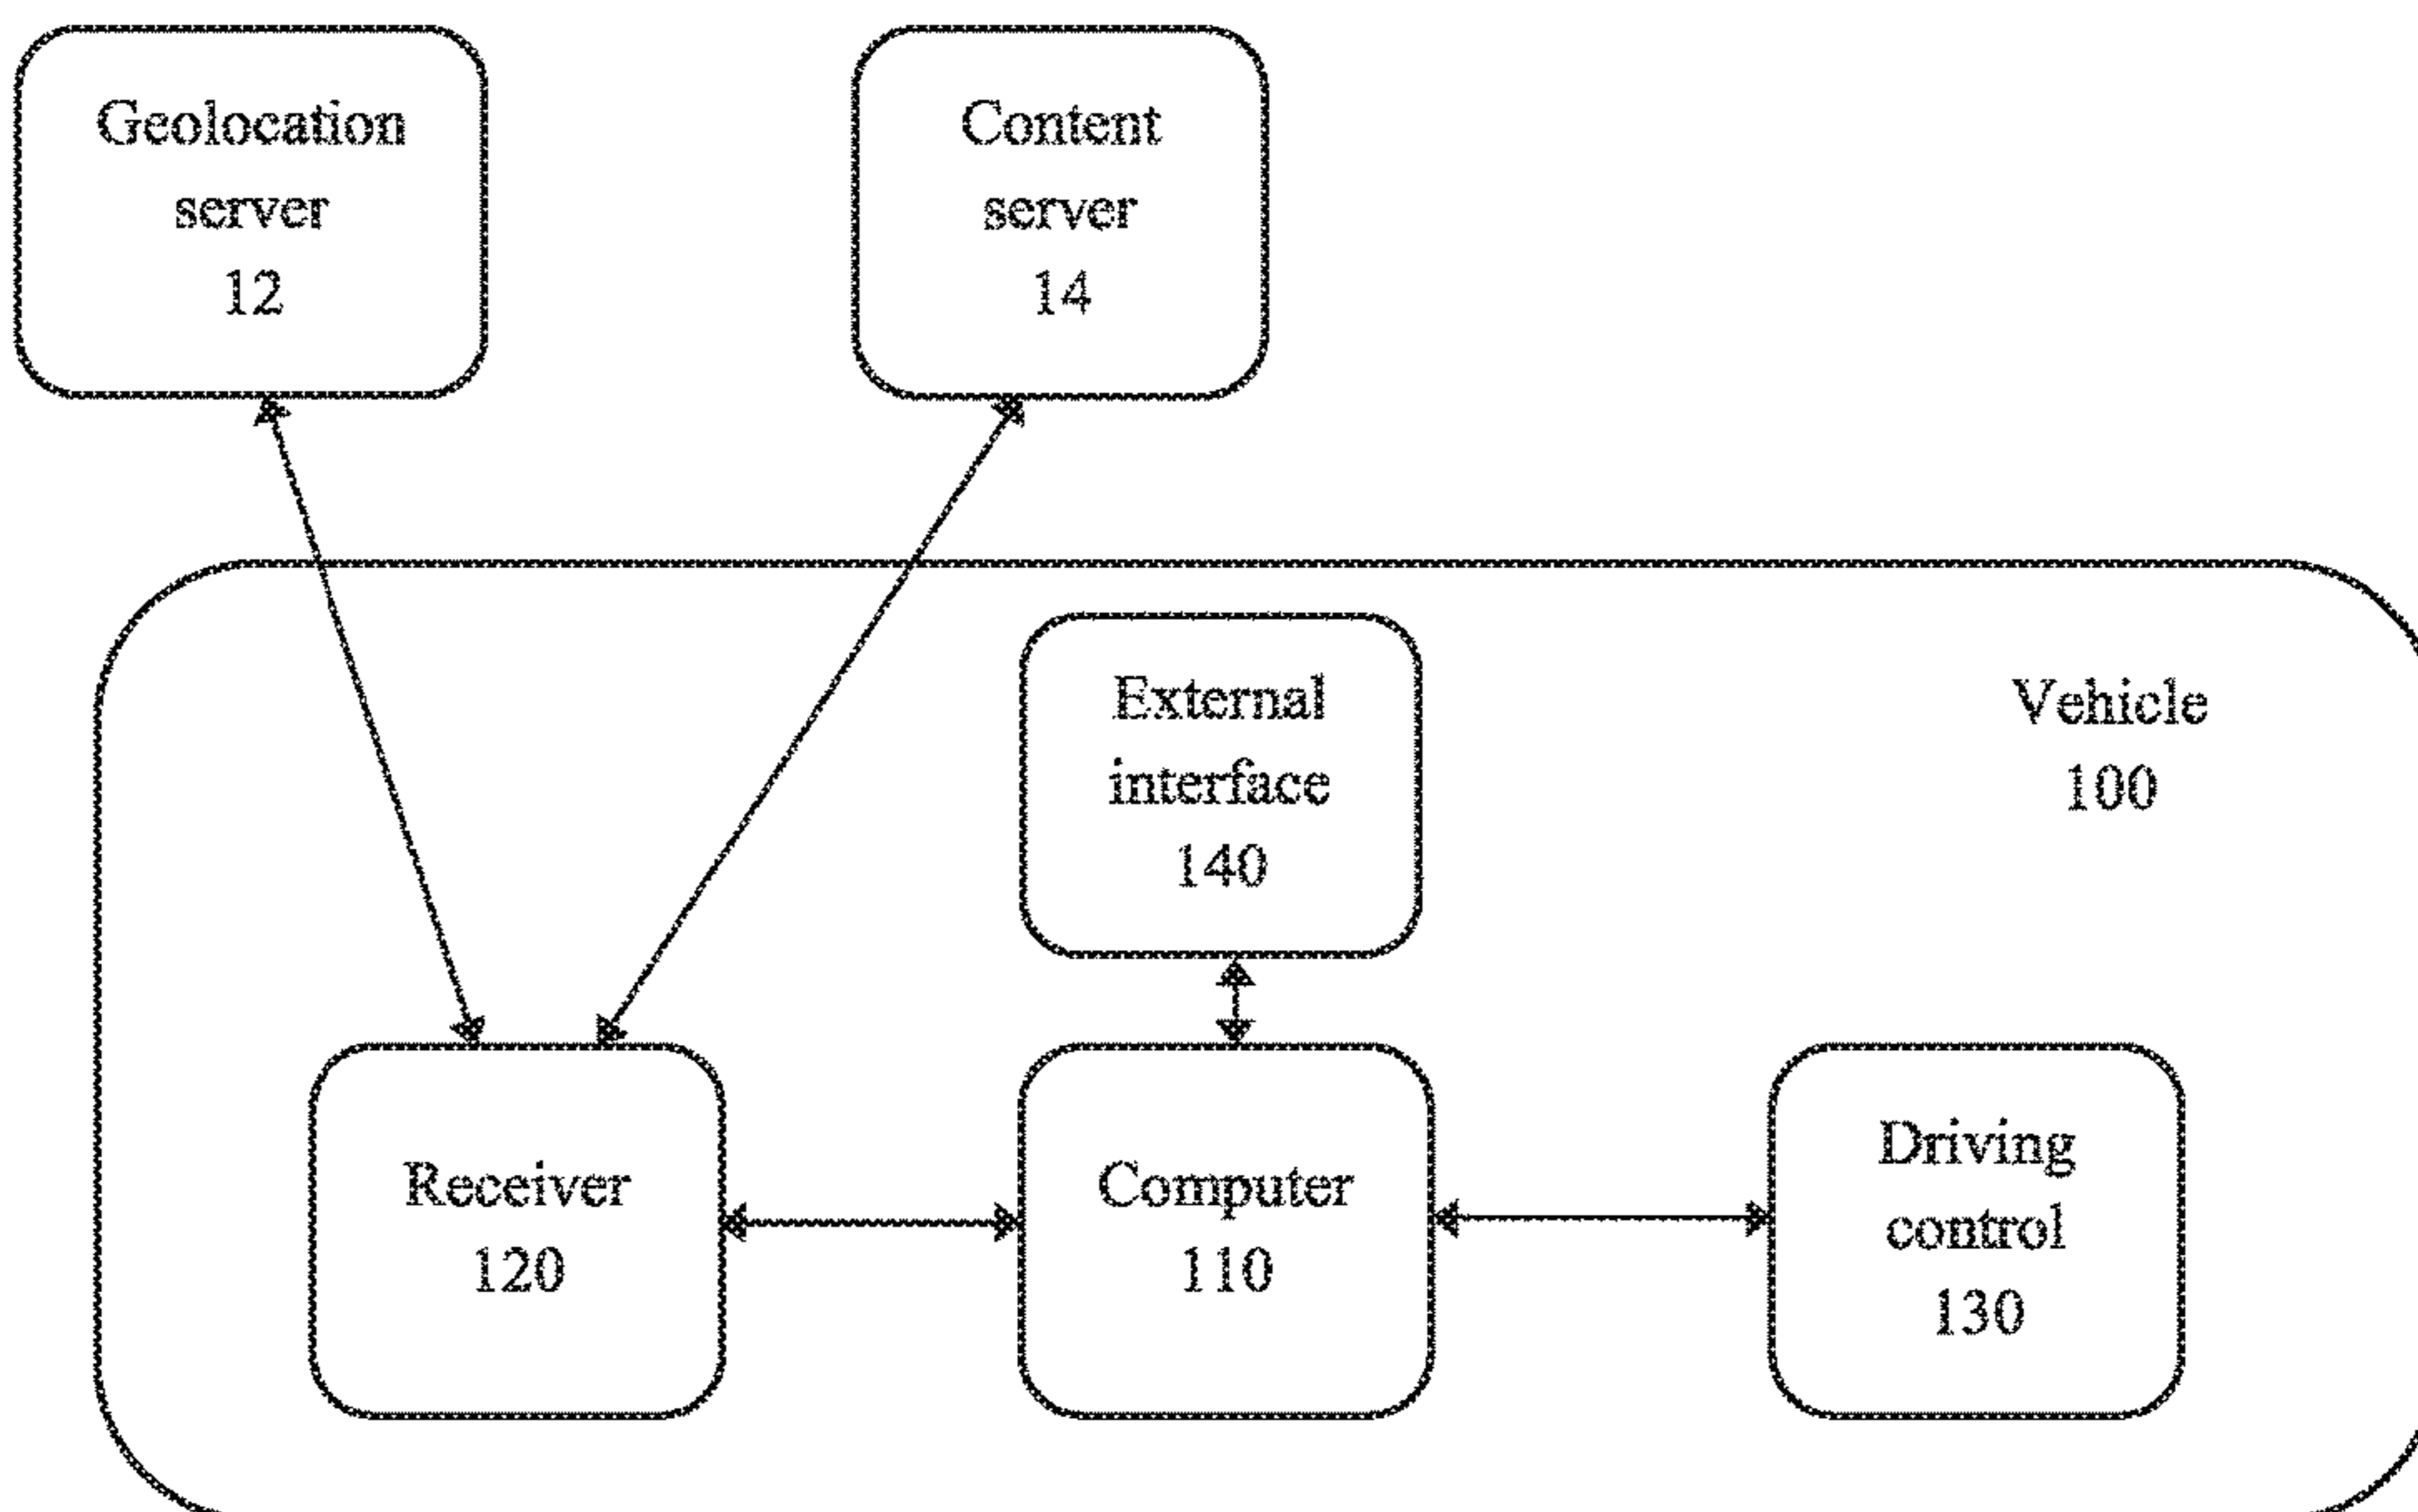 Geolocation
server
12
Content
server
14
External
interface
140
Vehicle
100
Receiver
120
Computer
110
Driving
control
130